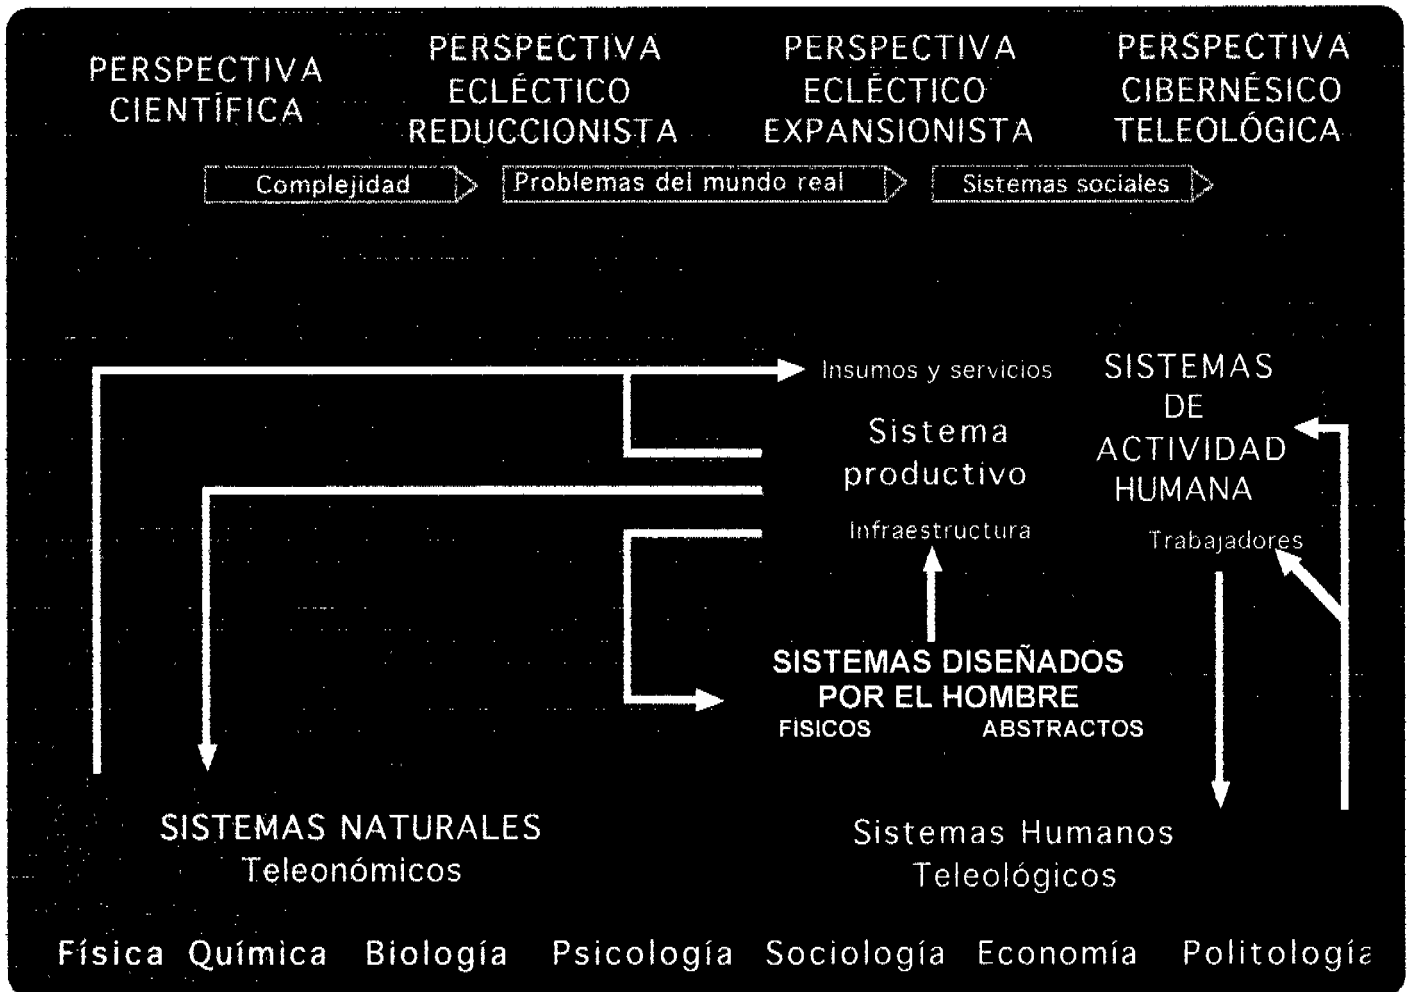 PERSPECTIVA
CIENTÍFICA
PERSPECTIVA
ECLÉCTICO
REDUCCIONISTA
PERSPECTIVA
ECLÉCTICO
EXPANSIONISTA
PERSPECTIVA
CIBERNÉSICO
TELEOLÓGICA
Complejidad
Problemas del mundo real
Sistemas sociales
Insumos y servicios
Sistema
productivo
Infraestructura
SISTEMAS
DE
ACTIVIDAD
HUMANA
Trabajadores
SISTEMAS DISEÑADOS
POR EL HOMBRE
FÍSICOS ABSTRACTOS
SISTEMAS NATURALES
Teleonómicos
Sistemas Humanos
Teleológicos
Física Química Biología Psicología Sociología Economía Politología